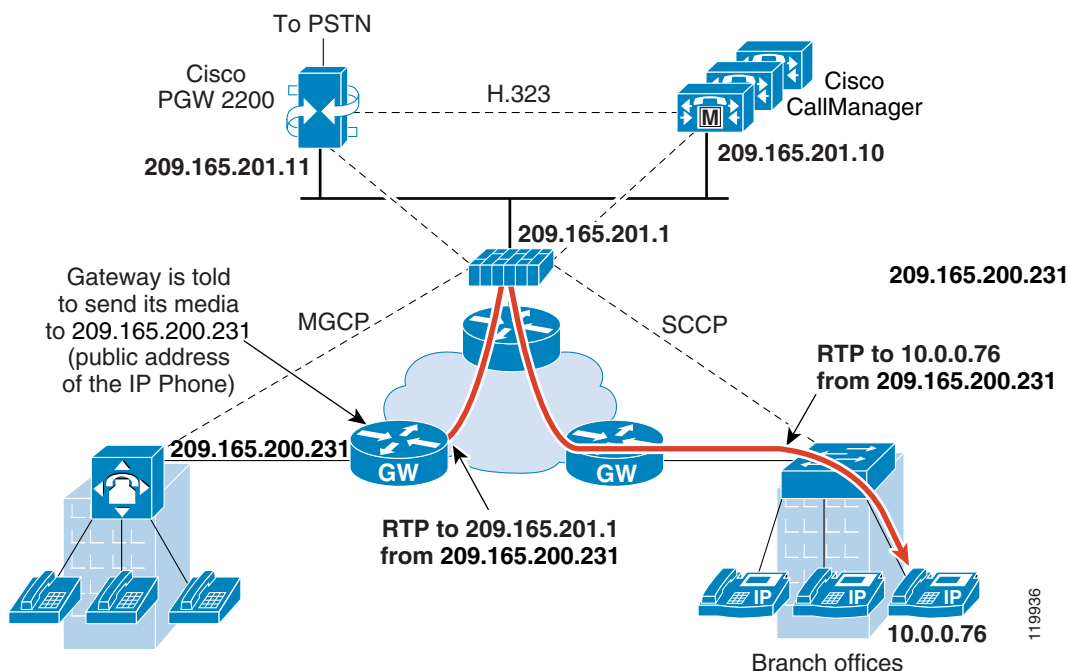 To PSTN
Cisco
PGW 2200
H.323
Cisco
CallManager
M
209.165.201.11
209.165.201.10
209.165.201.1
Gateway is told
to send its media
to 209.165.200.231
(public address
of the IP Phone)
MGCP
SCCP
209.165.200.231
RTP to 10.0.0.76
from 209.165.200.231
209.165.200.231
GW
GW
RTP to 209.165.201.1
from 209.165.200.231
IP
IP
IP
10.0.0.76
Branch offices
119936